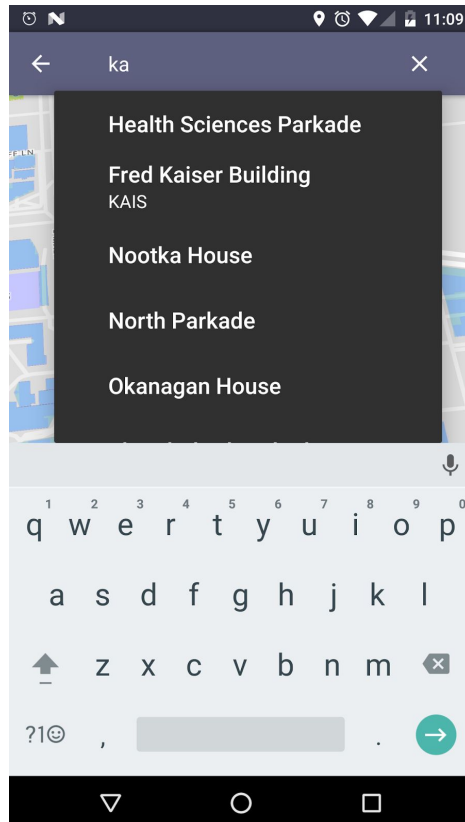 11:09
ka
Health Sciences Parkade
Fred Kaiser Building
KAIS
Nootka House
North Parkade
Okanagan House
1 2 3 4 5 6 7 8 9 0
q w e r t y u i o p
a s d f g h j k l
z x c v b n m
?1☺ , .